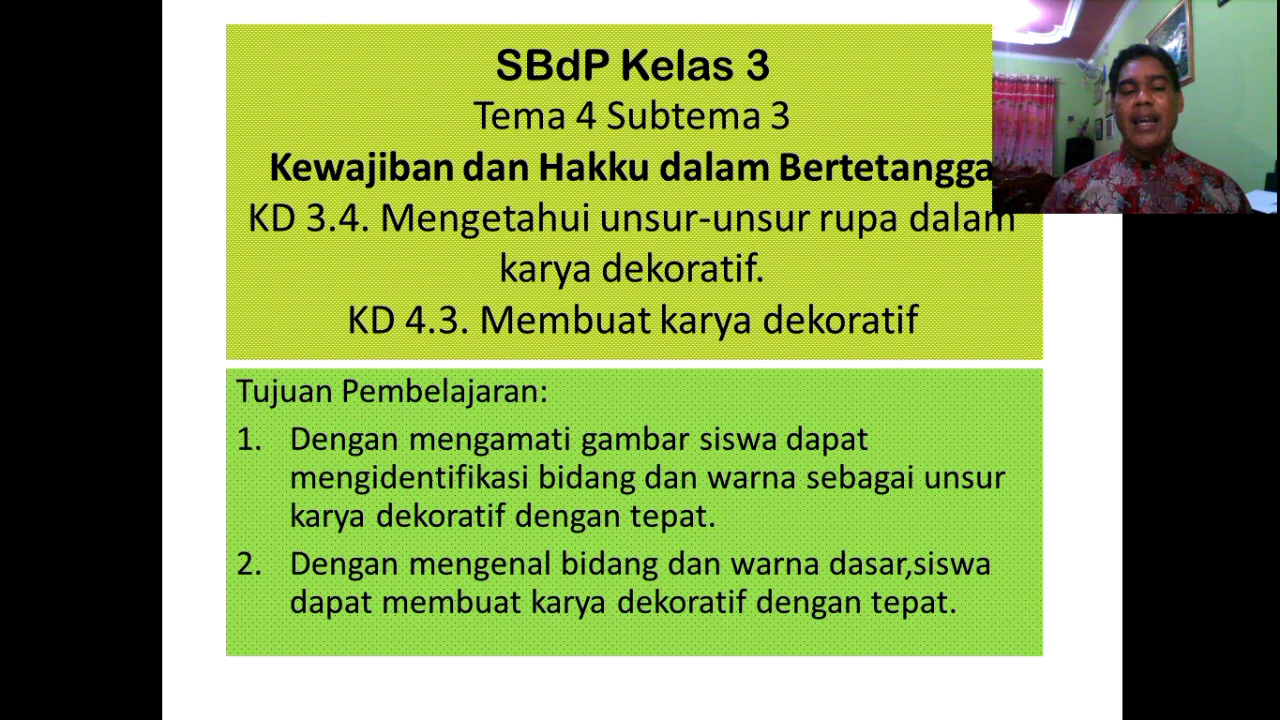 SBdP Kelas 3
Tema 4 Subtema 3
Kewajiban dan Hakku dalam Bertetangga
KD 3.4. Mengetahui unsur-unsur rupa dalam
karya dekoratif.
KD 4.3. Membuat karya dekoratif
Tujuan Pembelajaran:
1. Dengan mengamati gambar siswa dapat
mengidentifikasi bidang dan warna sebagai unsur
karya dekoratif dengan tepat.
2. Dengan mengenal bidang dan warna dasar,siswa
dapat membuat karya dekoratif dengan tepat.